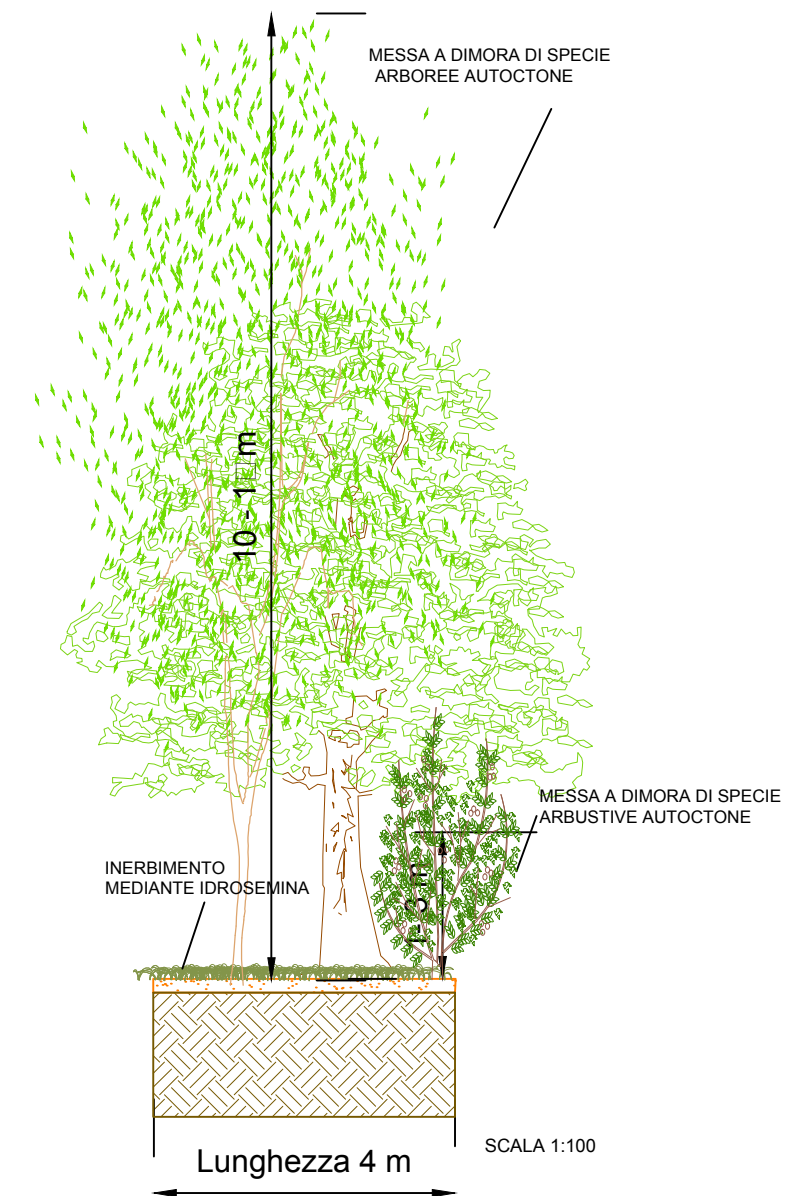 MESSA A DIMORA DI SPECIE
ARBOREE AUTOCTONE
10 - 1□ m
MESSA A DIMORA DI SPECIE
ARBUSTIVE AUTOCTONE
INERBIMENTO
MEDIANTE IDROSEMINA
1- 3 m
SCALA 1:100
Lunghezza 4 m